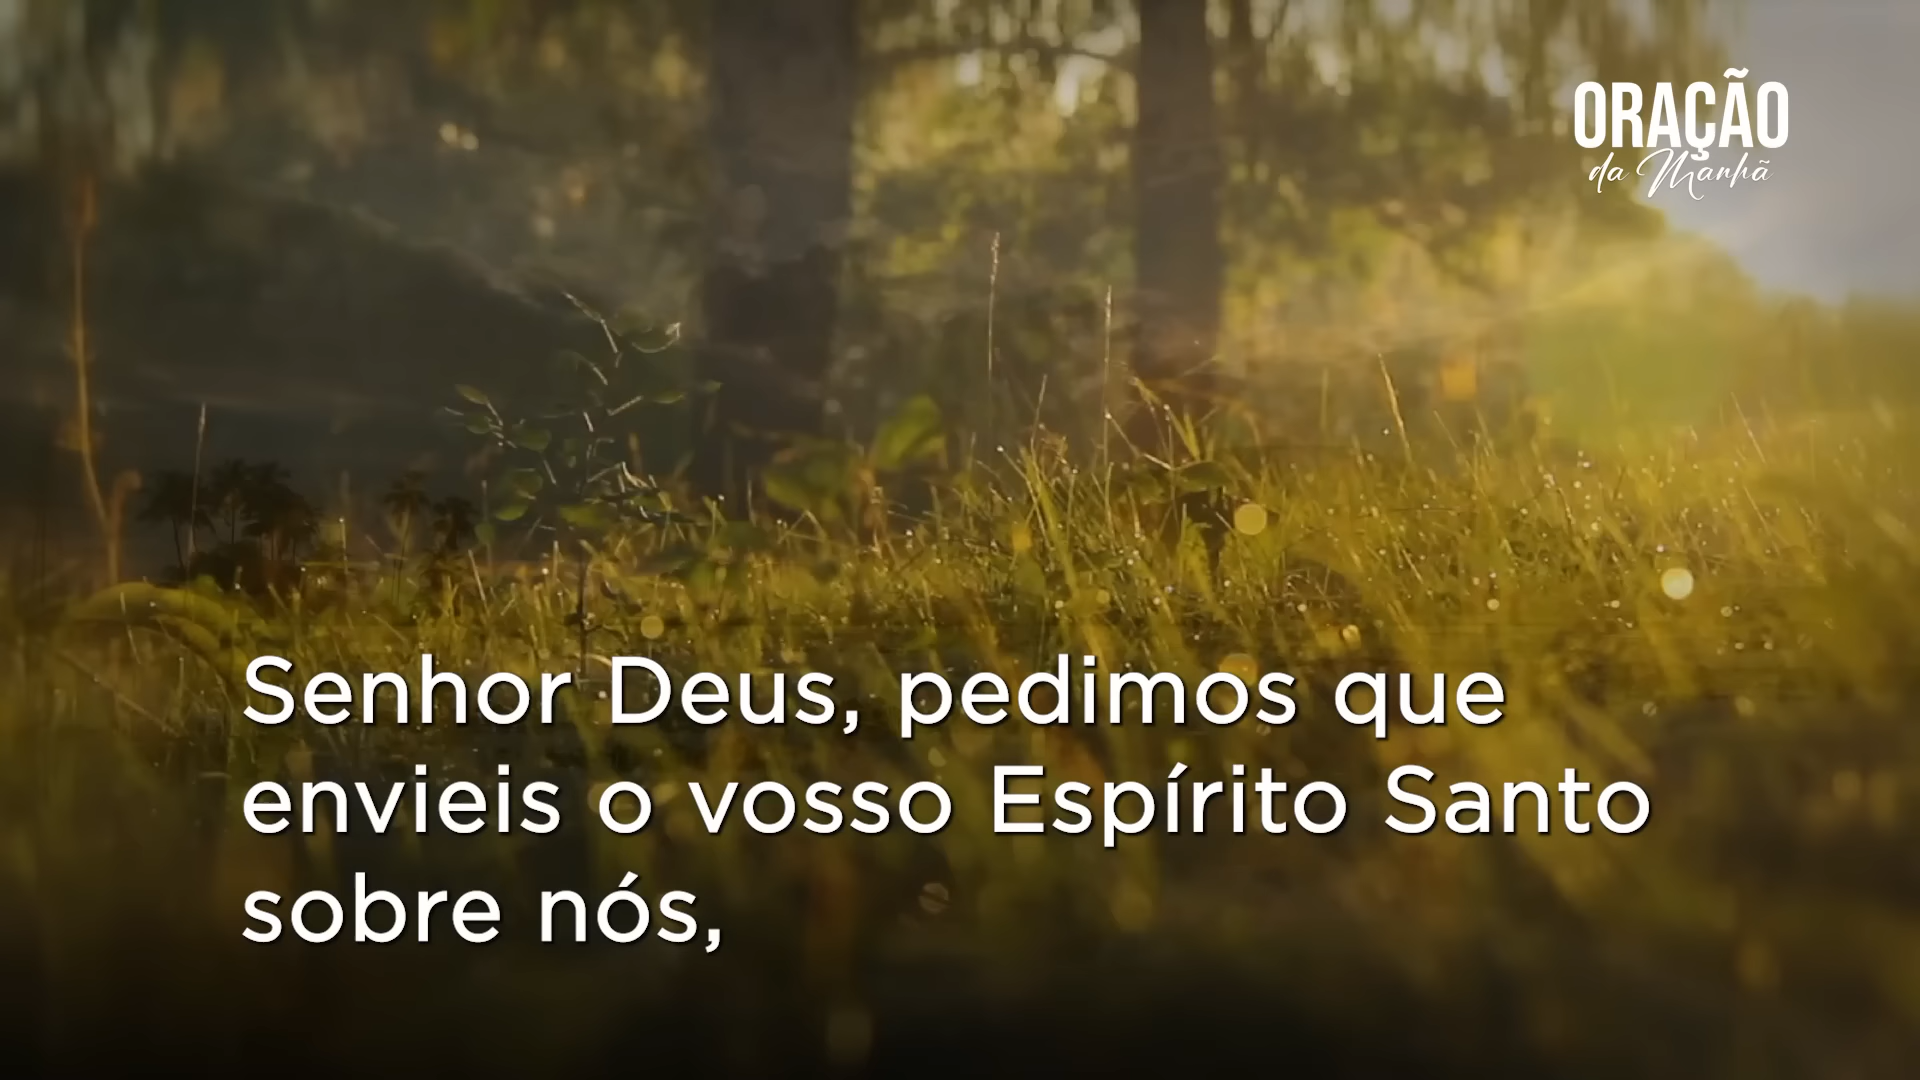 ORAÇÃO
da Manhã
Senhor Deus, pedimos que
envieis o vosso Espírito Santo
sobre nós,